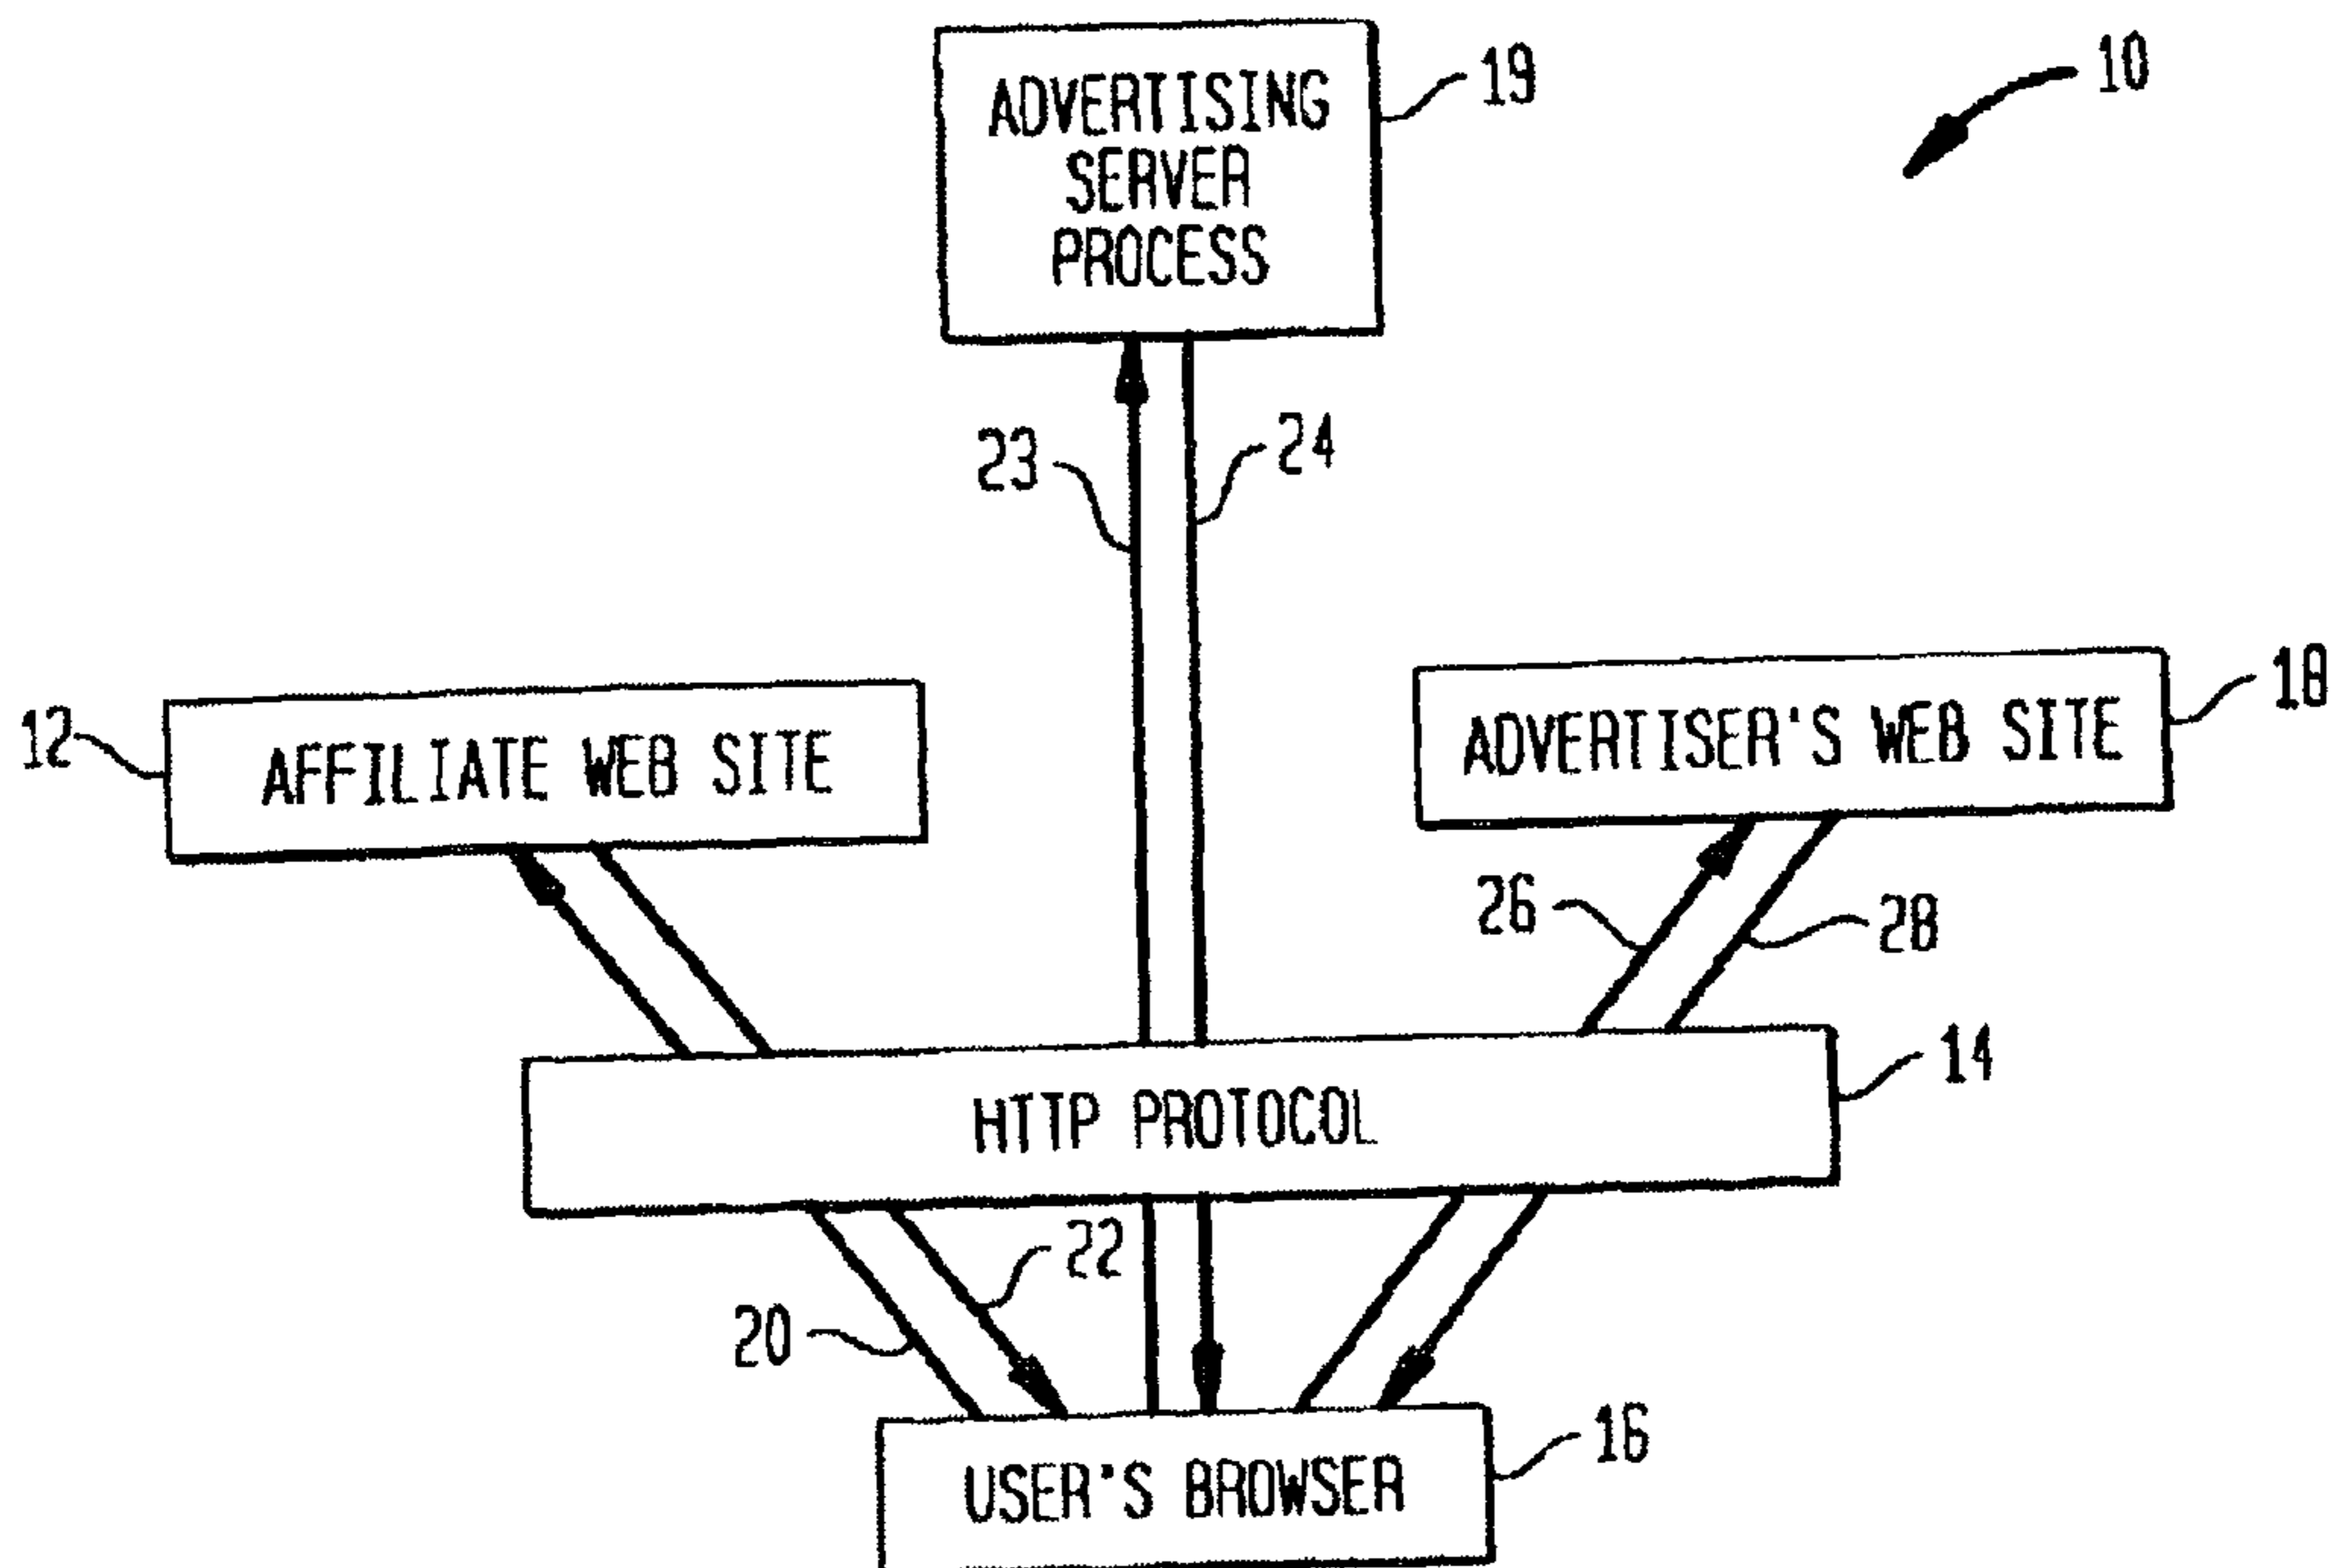 ADVERTISING
SERVER
PROCESS
19
10
23
24
12
AFFILIATE WEB SITE
ADVERTISER'S WEB SITE
18
26
28
14
HTTP PROTOCOL
22
20
16
USER'S BROWSER